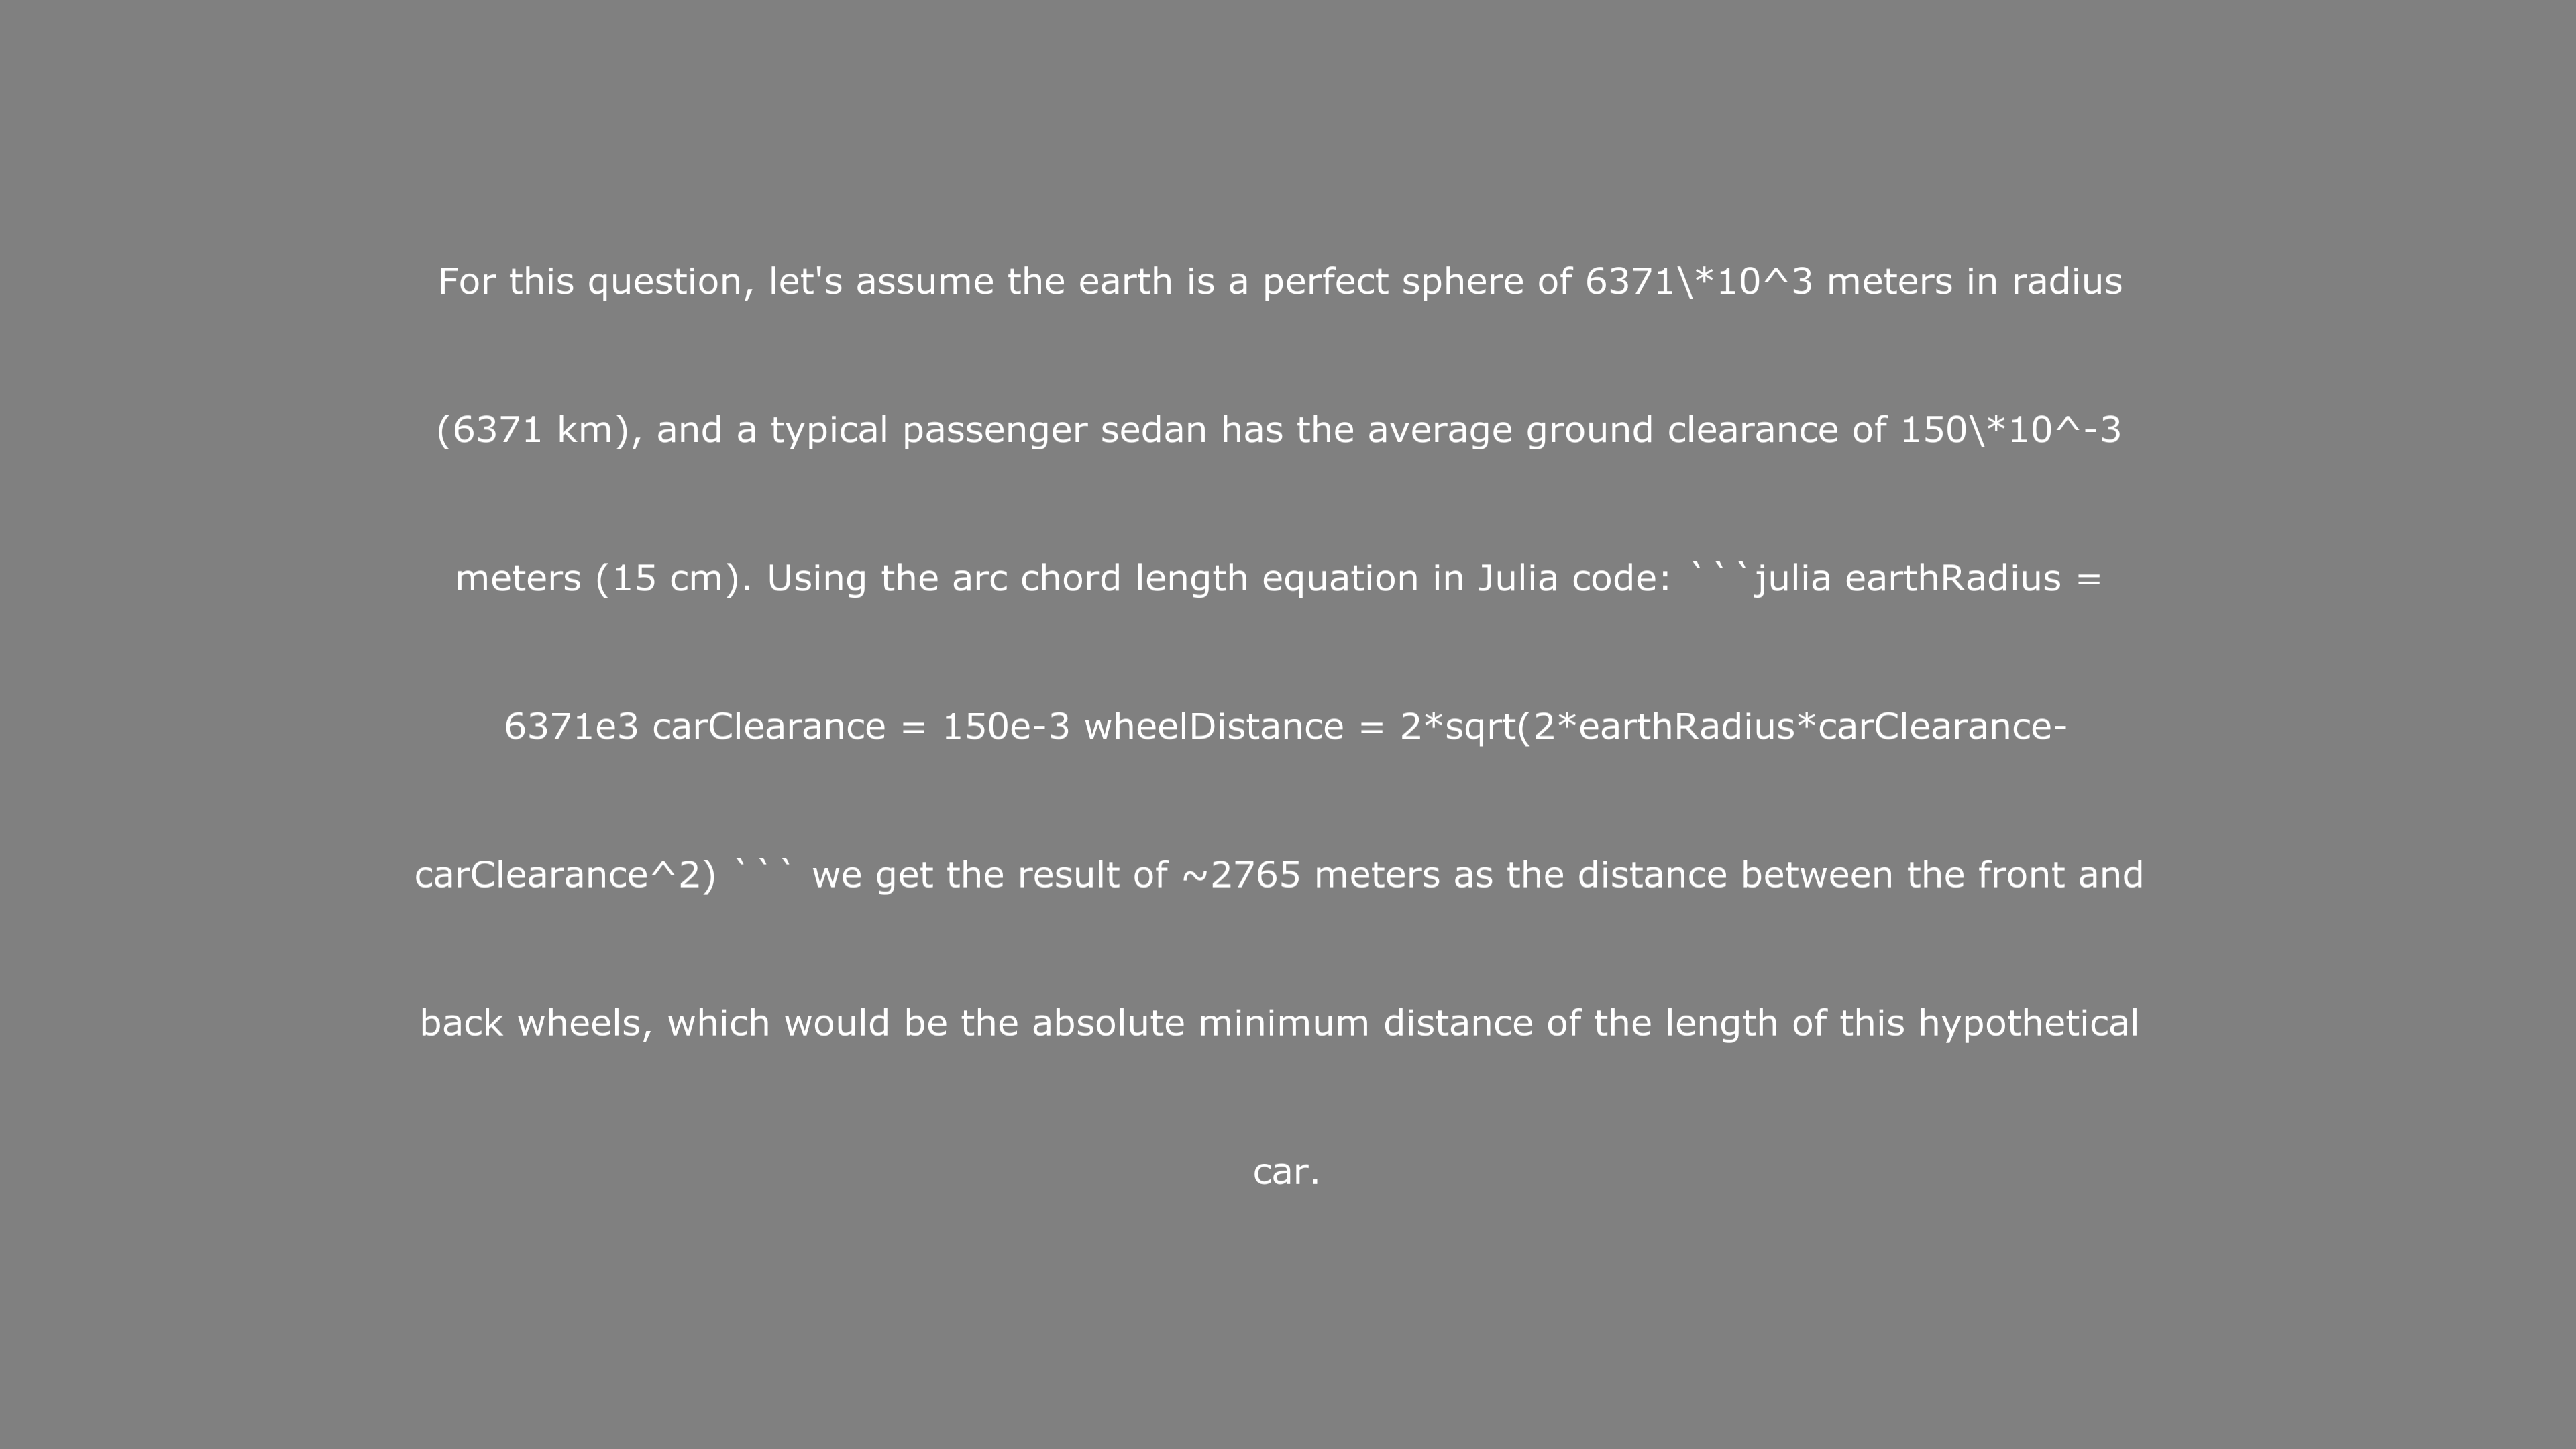 For this question, let's assume the earth is a perfect sphere of 6371\*10^3 meters in radius
(6371 km), and a typical passenger sedan has the average ground clearance of 150\*10^-3
meters (15 cm). Using the arc chord length equation in Julia code: ```julia earthRadius =
6371e3 carClearance = 150e-3 wheelDistance = 2*sqrt(2*earthRadius*carClearance-
carClearance^2) ``` we get the result of ~2765 meters as the distance between the front and
back wheels, which would be the absolute minimum distance of the length of this hypothetical
car.